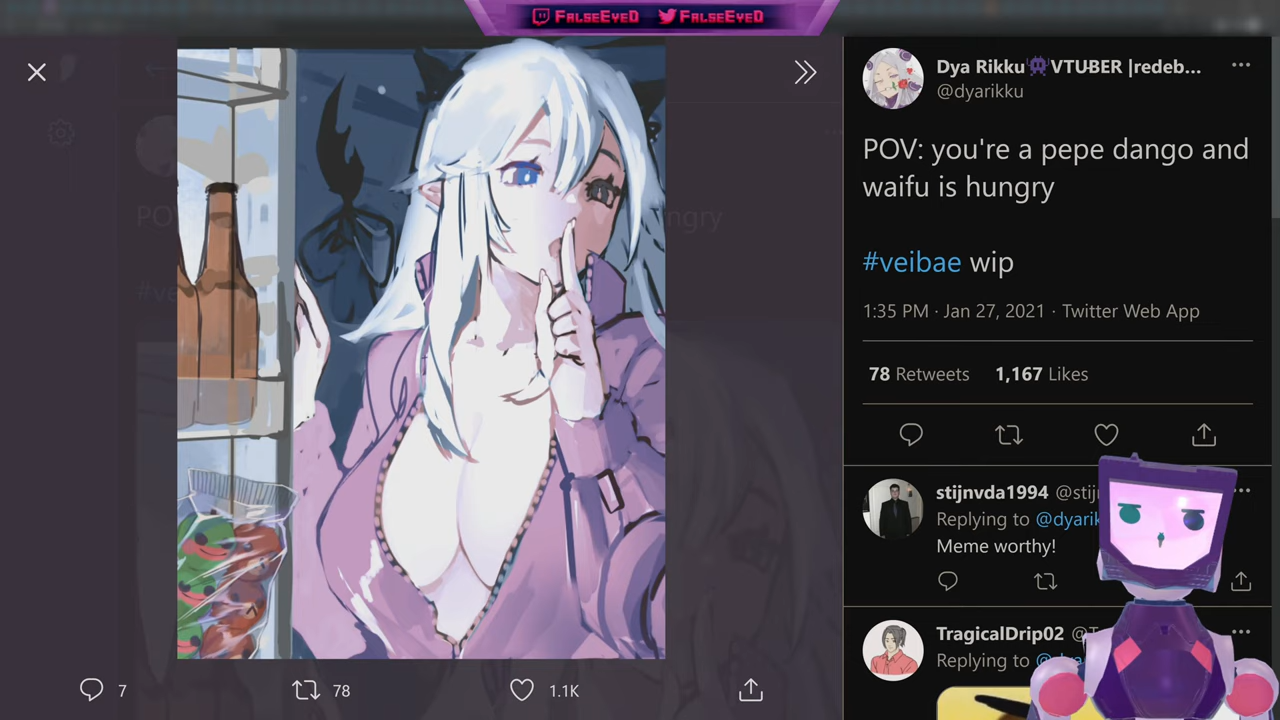 FalseEyeD FalseEyeD
Dya Rikku VTUBER |redeb...
@dyarikku
POV: you're a pepe dango and
waifu is hungry
#veibae wip
1:35 PM · Jan 27, 2021 · Twitter Web App
78 Retweets 1,167 Likes
stijnvda1994 @stij
Replying to @dyarik
Meme worthy!
TragicalDrip02 @T
Replying to
7 78 1.1K